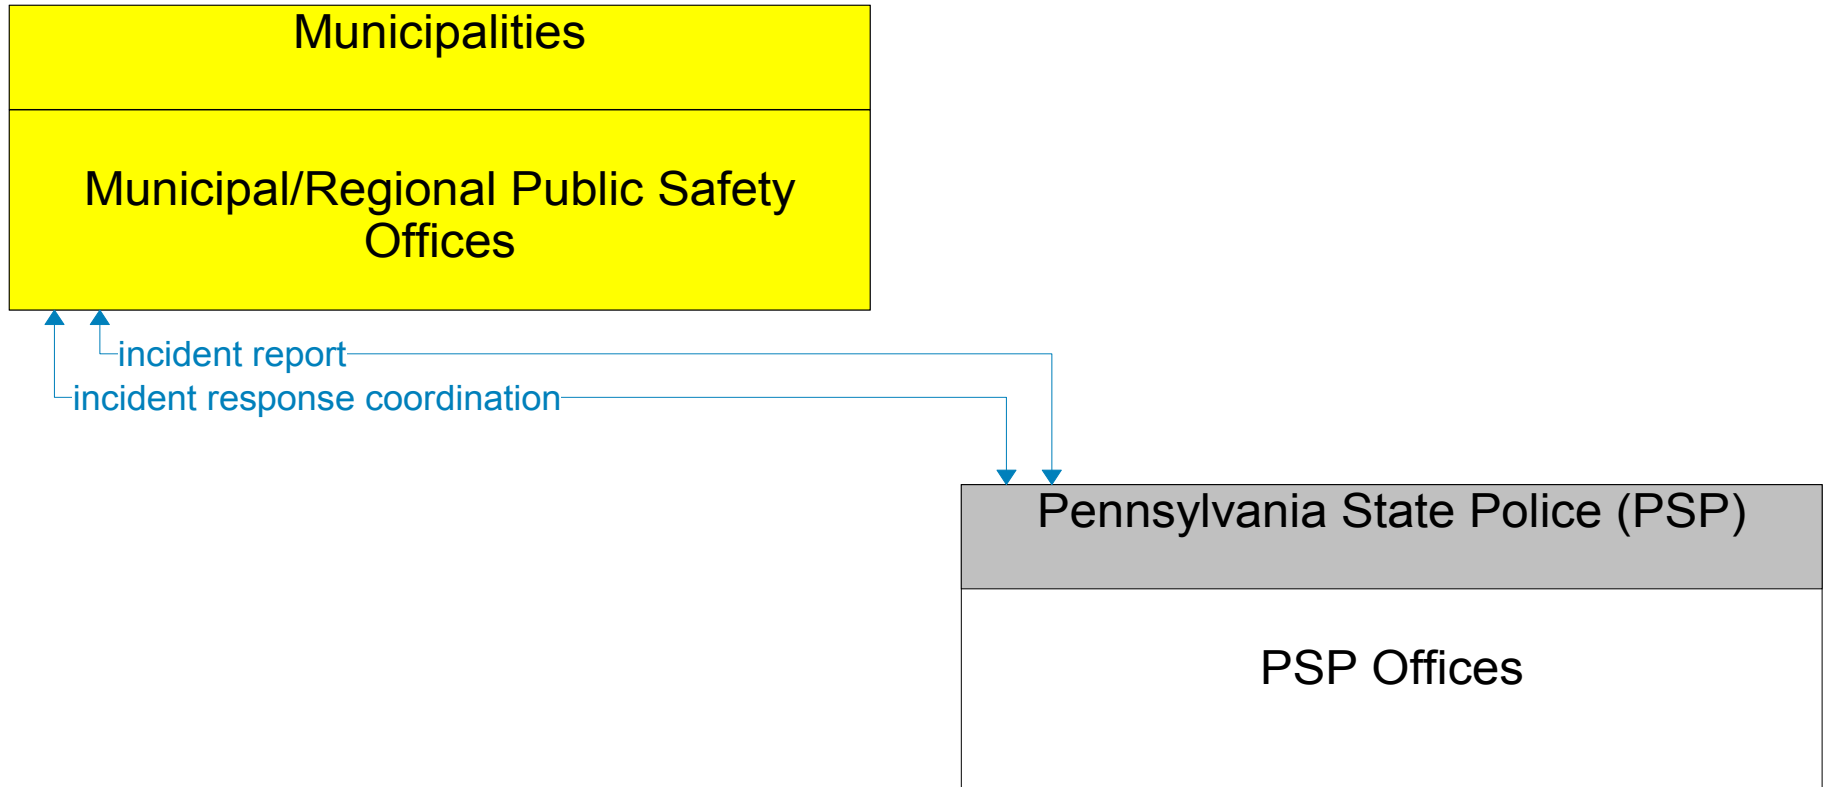 Municipalities
Municipal/Regional Public Safety
Offices
incident report
incident response coordination
Pennsylvania State Police (PSP)
PSP Offices